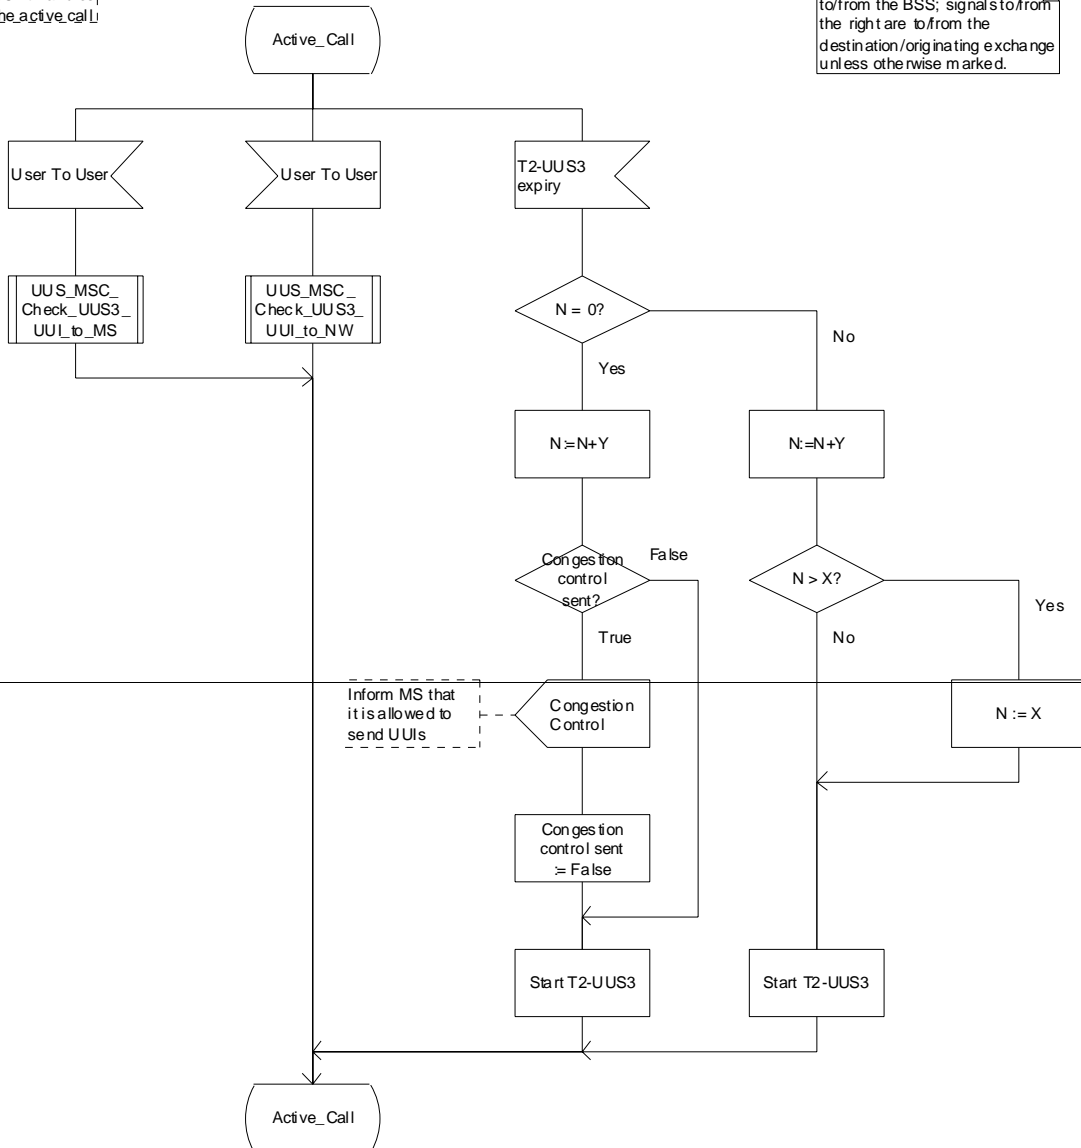 the active call
to/from the BSS; signals to/from
the right are to/from the
destination/originating exchange
unless otherwise marked.
Active_Call
User To User
User To User
T2-UUS3
expiry
UUS_MSC_
Check_UUS3_
UUI_to_MS
UUS_MSC_
Check_UUS3_
UUI_to_NW
N = 0?
No
Yes
N:=N+Y
N:=N+Y
Congestion
control
sent?
False
N > X?
Yes
True
No
Inform MS that
it is allowed to
send UUIs
Congestion
Control
N := X
Congestion
control sent
:= False
Start T2-UUS3
Start T2-UUS3
Active_Call